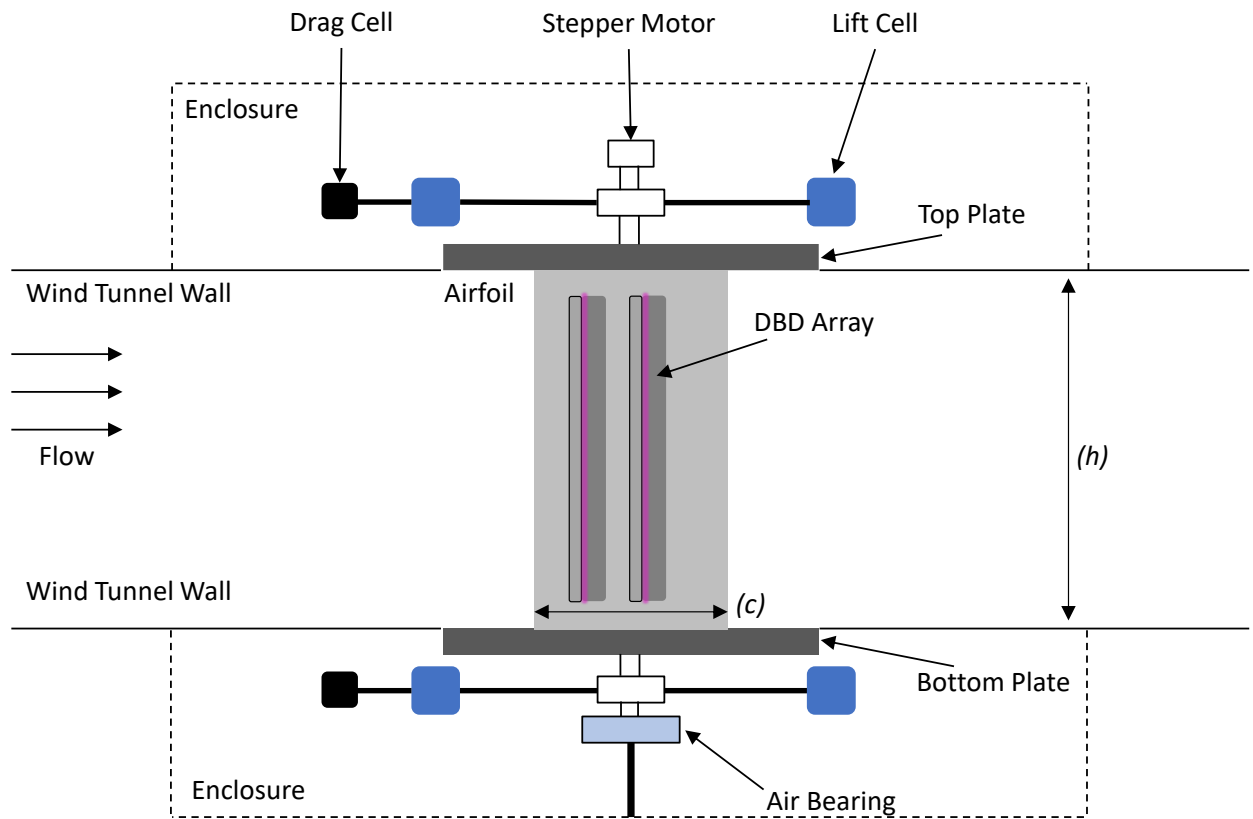 Drag Cell
Stepper Motor
Lift Cell
Enclosure
Top Plate
Wind Tunnel Wall
Airfoil
DBD Array
Flow
(h)
Wind Tunnel Wall
(c)
Bottom Plate
Enclosure
Air Bearing